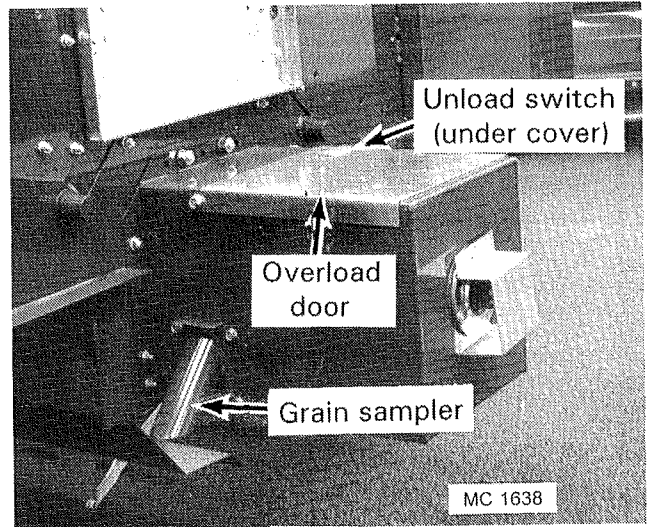 Unload switch
(under cover)
Overload
door
Grain sampler
MC 1638